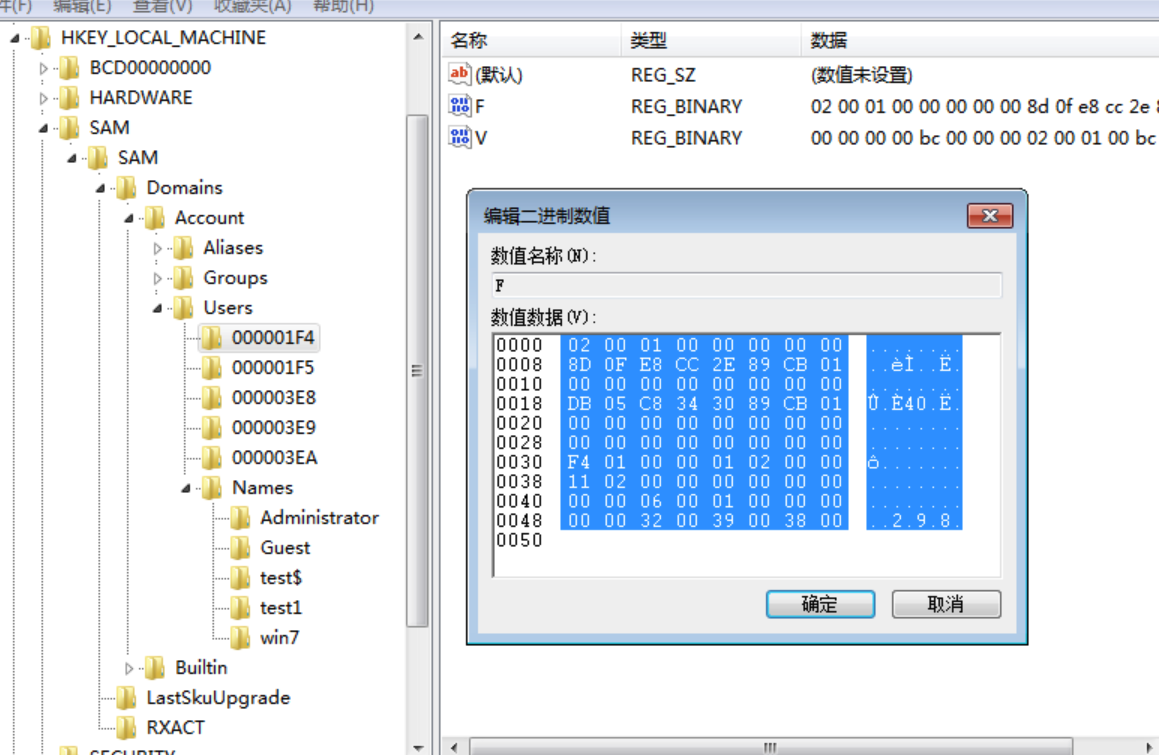 件(F) 编辑(E) 查看(V) 收藏夹(A) 帮助(H)
HKEY_LOCAL_MACHINE
BCD00000000
HARDWARE
SAM
SAM
Domains
Account
Aliases
Groups
Users
000001F4
000001F5
000003E8
000003E9
000003EA
Names
Administrator
Guest
test$
test1
win7
Builtin
LastSkuUpgrade
RXACT
SECURITY
名称 类型 数据
(默认) REG_SZ (数值未设置)
F REG_BINARY 02 00 01 00 00 00 00 00 8d 0f e8 cc 2e 8
V REG_BINARY 00 00 00 00 bc 00 00 00 02 00 01 00 bc
编辑二进制数值
数值名称(N):
F
数值数据(V):
0000 02 00 01 00 00 00 00 00 ........
0008 8D 0F E8 CC 2E 89 CB 01 ..èÌ..Ë.
0010 00 00 00 00 00 00 00 00 ........
0018 DB 05 C8 34 30 89 CB 01 Û.È40.Ë.
0020 00 00 00 00 00 00 00 00 ........
0028 00 00 00 00 00 00 00 00 ........
0030 F4 01 00 00 01 02 00 00 ô.......
0038 11 02 00 00 00 00 00 00 ........
0040 00 00 06 00 01 00 00 00 ........
0048 00 00 32 00 39 00 38 00 ..2.9.8.
0050
确定 取消